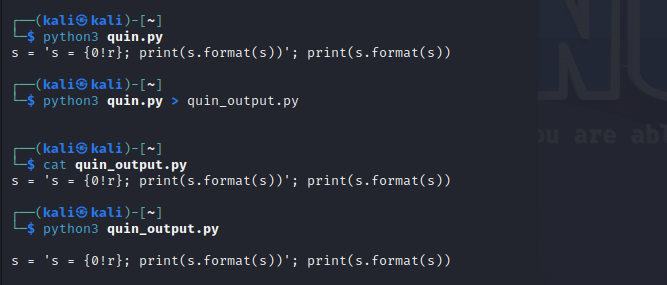 ┌──(kali㉿kali)-[~]
└─$ python3 quin.py
s = 's = {0!r}; print(s.format(s))'; print(s.format(s))
┌──(kali㉿kali)-[~]
└─$ python3 quin.py > quin_output.py
┌──(kali㉿kali)-[~]
└─$ cat quin_output.py
s = 's = {0!r}; print(s.format(s))'; print(s.format(s))
┌──(kali㉿kali)-[~]
└─$ python3 quin_output.py
s = 's = {0!r}; print(s.format(s))'; print(s.format(s))
you are abl